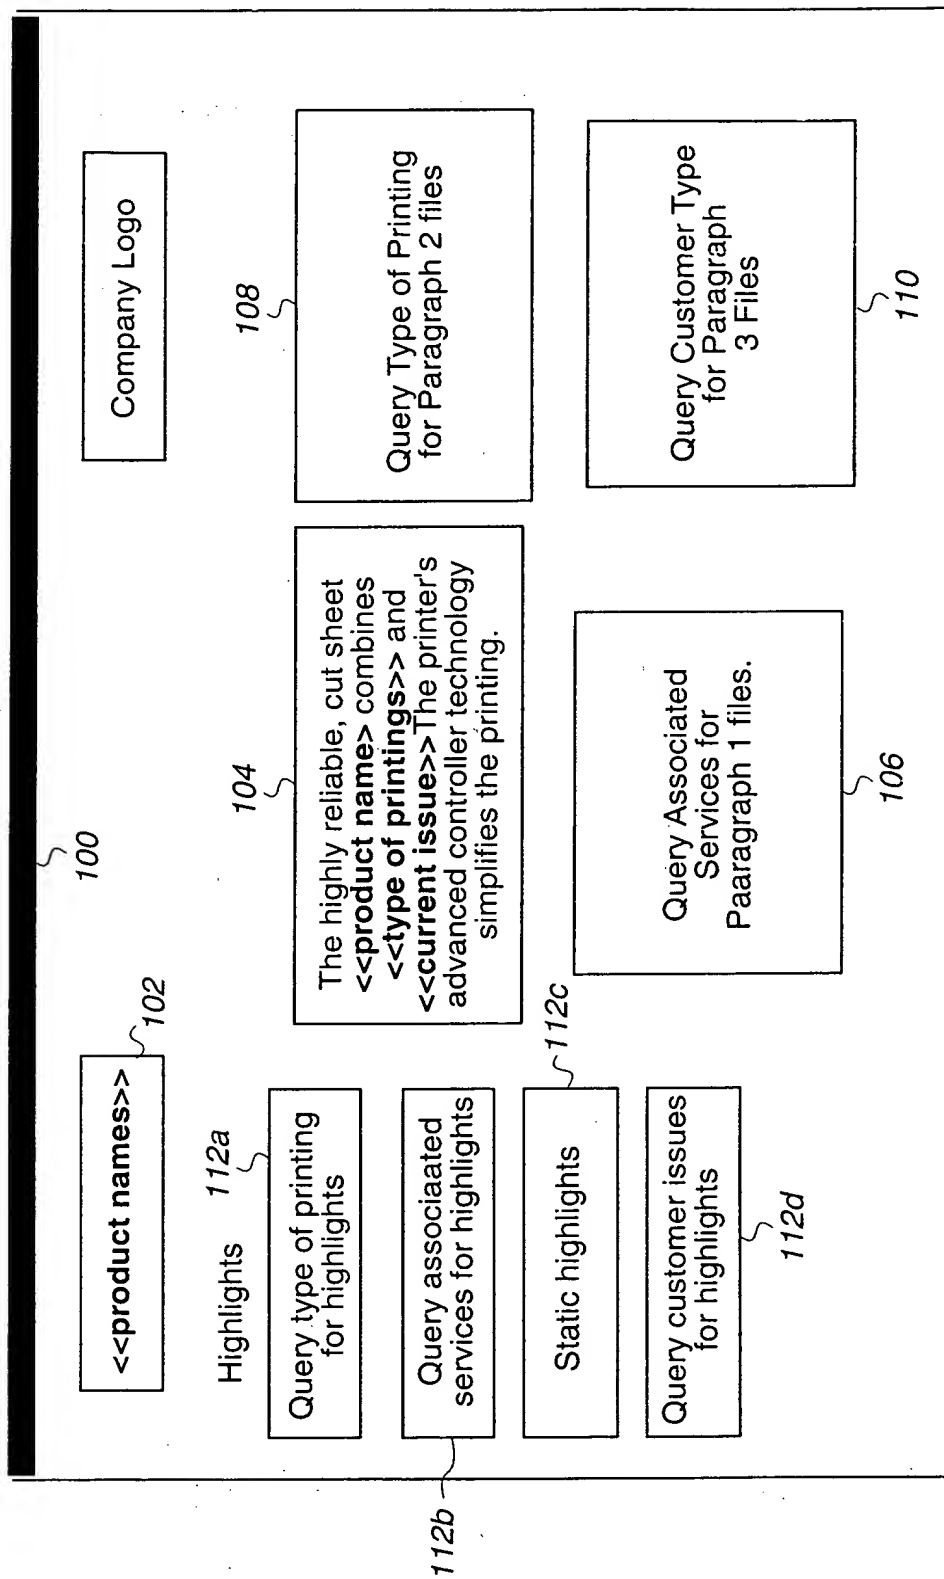 100
<<product names>>
102
Company Logo
Highlights
112a
Query type of printing
for highlights
112b
Query associaated
services for highlights
112c
Static highlights
Query customer issues
for highlights
112d
104
The highly reliable, cut sheet
<<product name> combines
<<type of printings>> and
<<current issue>>The printer's
advanced controller technology
simplifies the printing.
Query Associated
Services for
Paaragraph 1 files.
106
108
Query Type of Printing
for Paragraph 2 files
Query Customer Type
for Paragraph
3 Files
110